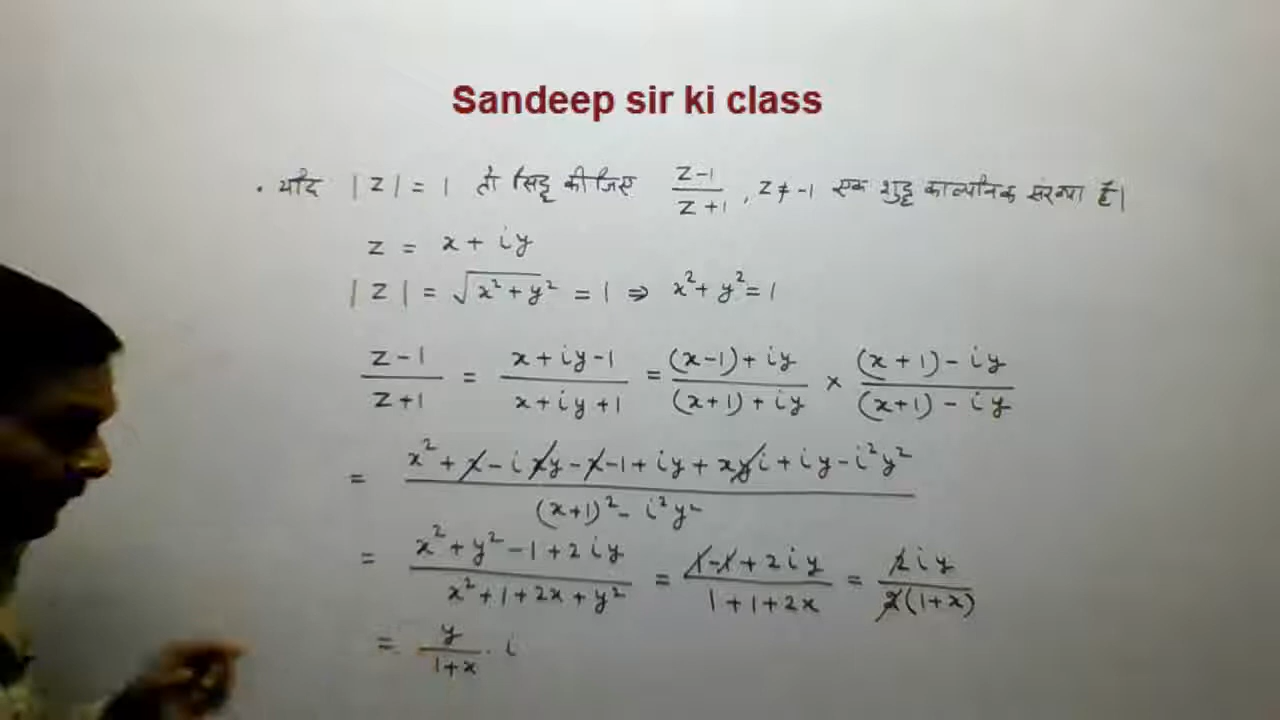 Sandeep sir ki class
. यदि |z| = 1 तो सिद्ध कीजिए (z-1)/(z+1), z ≠ -1 एक शुद्ध काल्पनिक संख्या है|
z = x + iy
|z| = √(x² + y²) = 1 ⇒ x² + y² = 1
(z-1)/(z+1) = (x+iy-1)/(x+iy+1) = ((x-1)+iy)/((x+1)+iy) × ((x+1)-iy)/((x+1)-iy)
= (x² + x - ixy - x - 1 + iy + xyi + iy - i²y²)/((x+1)² - i²y²)
= (x² + y² - 1 + 2iy)/(x² + 1 + 2x + y²) = (1 - 1 + 2iy)/(1 + 1 + 2x) = 2iy/(2(1+x))
= y/(1+x) . i